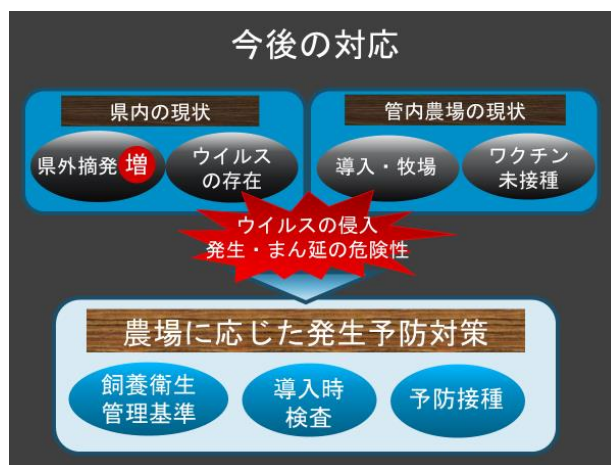 今後の対応
県内の現状
県外摘発 増
ウイルス
の存在
管内農場の現状
導入・牧場
ワクチン
未接種
ウイルスの侵入
発生・まん延の危険性
農場に応じた発生予防対策
飼養衛生
管理基準
導入時
検査
予防接種